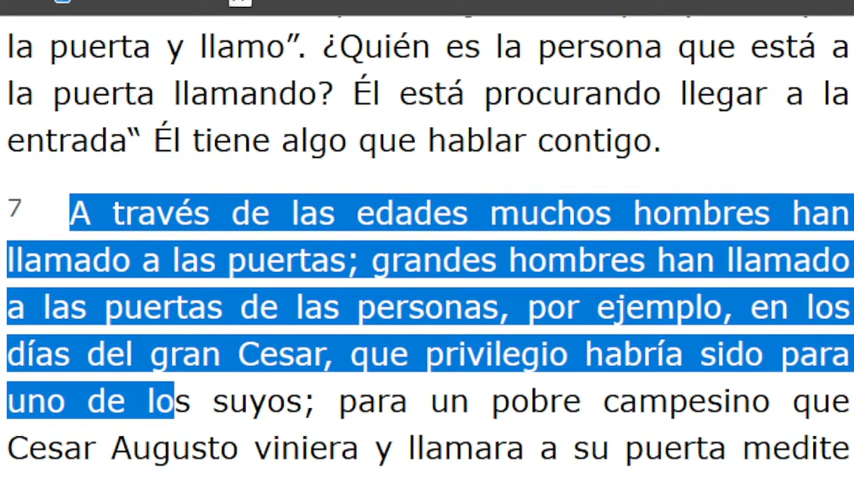 la puerta y llamo”. ¿Quién es la persona que está a
la puerta llamando? Él está procurando llegar a la
entrada“ Él tiene algo que hablar contigo.
7 A través de las edades muchos hombres han
llamado a las puertas; grandes hombres han llamado
a las puertas de las personas, por ejemplo, en los
días del gran Cesar, que privilegio habría sido para
uno de los suyos; para un pobre campesino que
Cesar Augusto viniera y llamara a su puerta medite